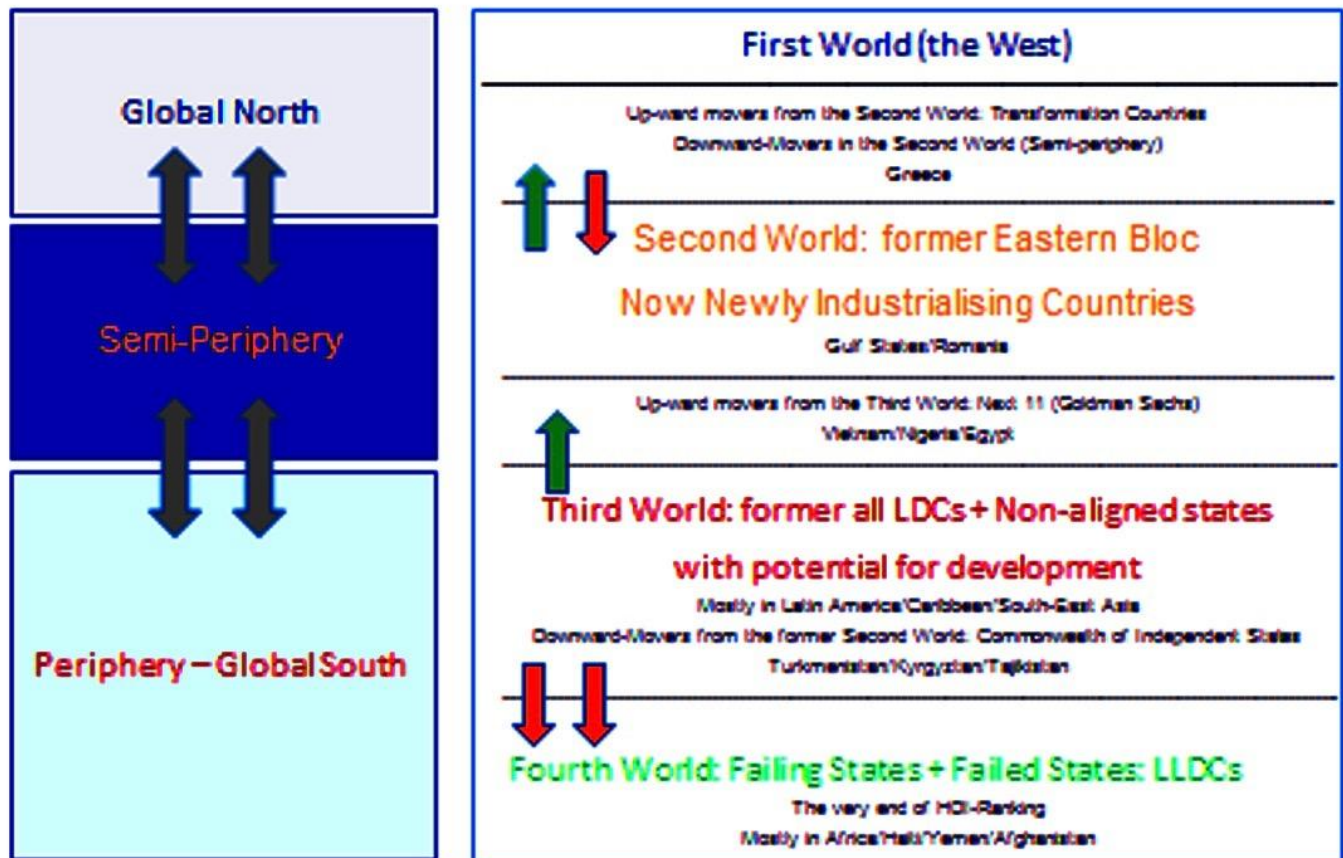 Global North
Semi-Periphery
Periphery – Global South
First World (the West)
Up-ward movers from the Second World: Transformation Countries
Downward-Movers in the Second World (Semi-periphery)
Greece
Second World: former Eastern Bloc
Now Newly Industrialising Countries
Gulf States/Romania
Up-ward movers from the Third World: Next 11 (Goldman Sachs)
Vietnam/Nigeria/Egypt
Third World: former all LDCs + Non-aligned states
with potential for development
Mostly in Latin America/Caribbean/South-East Asia
Downward-Movers from the former Second World: Commonwealth of Independent States
Turkmenistan/Kyrgyztan/Tajikistan
Fourth World: Failing States + Failed States: LLDCs
The very end of HDI-Ranking
Mostly in Africa/Haiti/Yemen/Afghanistan